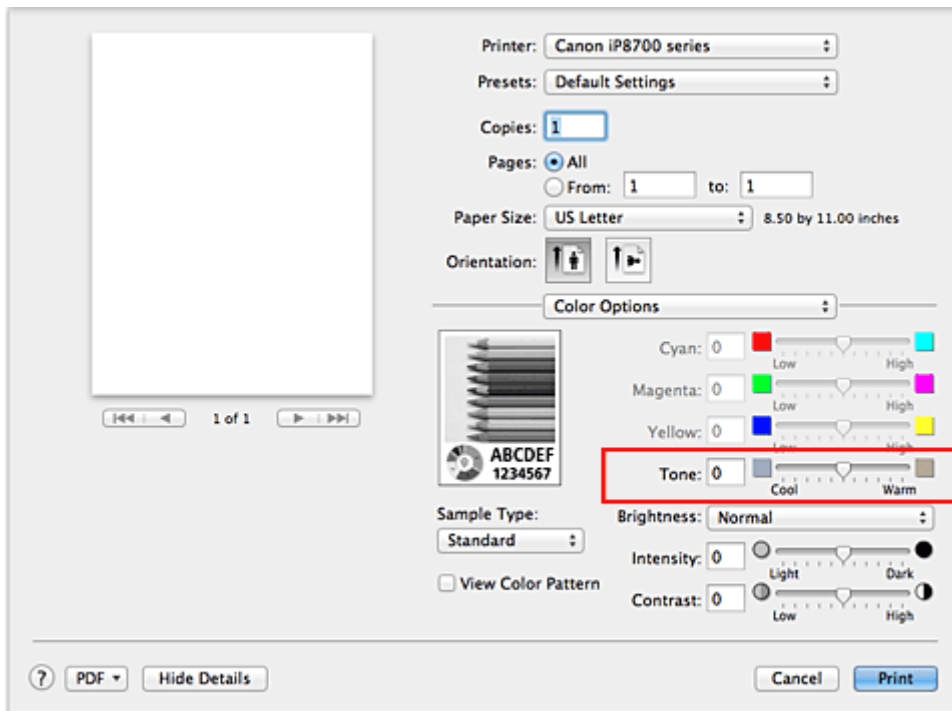 Printer: Canon iP8700 series
Presets: Default Settings
Copies: 1
Pages: All
From: 1 to: 1
Paper Size: US Letter 8.50 by 11.00 inches
Orientation:
Color Options
1 of 1
Cyan: 0
Low High
Magenta: 0
Low High
Yellow: 0
Low High
ABCDEF
1234567
Tone: 0
Cool Warm
Sample Type:
Standard
View Color Pattern
Brightness: Normal
Intensity: 0
Light Dark
Contrast: 0
Low High
? PDF Hide Details Cancel Print